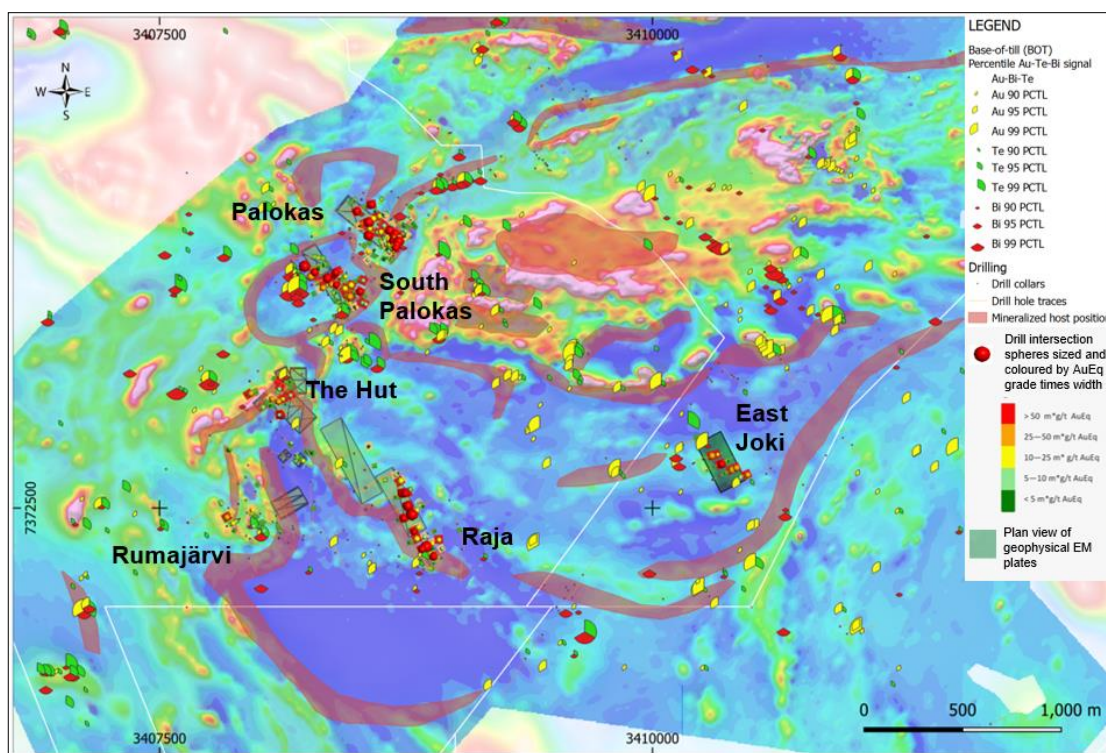 3407500
3410000
N
W E
S
7372500
7372500
3407500
3410000
Palokas
South
Palokas
The Hut
East
Joki
Raja
Rumajärvi
0 500 1,000 m
LEGEND
Base-of-till (BOT)
Percentile Au-Te-Bi signal
Au-Bi-Te
Au 90 PCTL
Au 95 PCTL
Au 99 PCTL
Te 90 PCTL
Te 95 PCTL
Te 99 PCTL
Bi 90 PCTL
Bi 95 PCTL
Bi 99 PCTL
Drilling
Drill collars
Drill hole traces
Mineralized host position
Drill intersection
spheres sized and
coloured by AuEq
grade times width
> 50 m*g/t AuEq
25—50 m*g/t AuEq
10—25 m* g/t AuEq
5—10 m*g/t AuEq
< 5 m*g/t AuEq
Plan view of
geophysical EM
plates